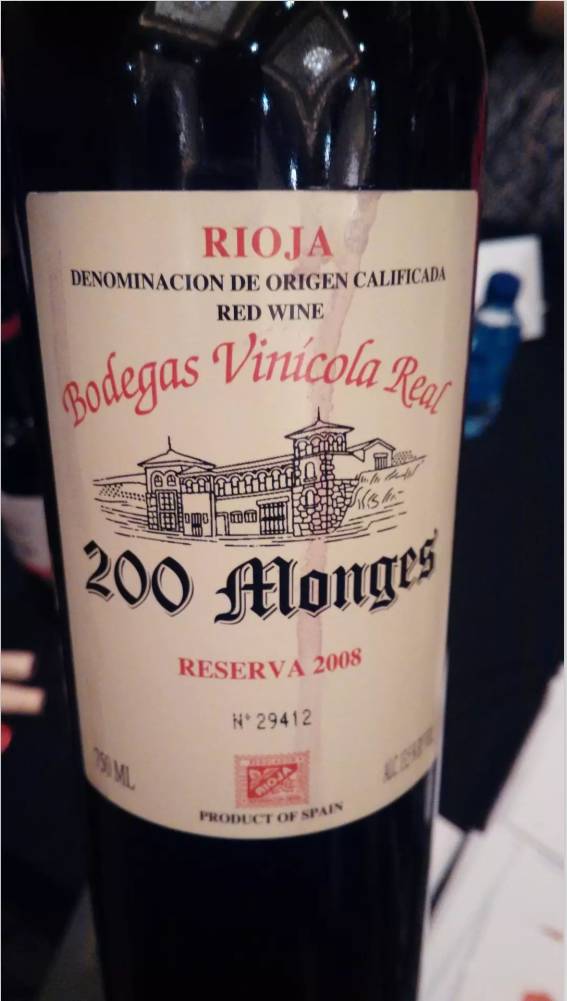 RIOJA
DENOMINACION DE ORIGEN CALIFICADA
RED WINE
Bodegas Vinícola Real
200 Monges
RESERVA 2008
Nº 29412
750 ML
RIOJA
PRODUCT OF SPAIN